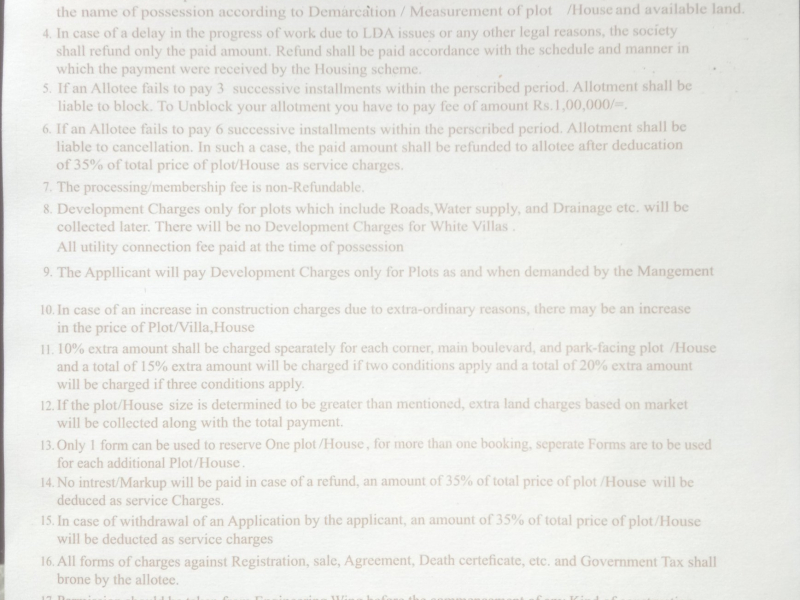 the name of possession according to Demarcation / Measurement of plot /House and available land.
4. In case of a delay in the progress of work due to LDA issues or any other legal reasons, the society
shall refund only the paid amount. Refund shall be paid accordance with the schedule and manner in
which the payment were received by the Housing scheme.
5. If an Allotee fails to pay 3 successive installments within the perscribed period. Allotment shall be
liable to block. To Unblock your allotment you have to pay fee of amount Rs.1,00,000/=.
6. If an Allotee fails to pay 6 successive installments within the perscribed period. Allotment shall be
liable to cancellation. In such a case, the paid amount shall be refunded to allotee after deducation
of 35% of total price of plot/House as service charges.
7. The processing/membership fee is non-Refundable.
8. Development Charges only for plots which include Roads,Water supply, and Drainage etc. will be
collected later. There will be no Development Charges for White Villas .
All utility connection fee paid at the time of possession
9. The Appllicant will pay Development Charges only for Plots as and when demanded by the Mangement
10. In case of an increase in construction charges due to extra-ordinary reasons, there may be an increase
in the price of Plot/Villa,House
11. 10% extra amount shall be charged spearately for each corner, main boulevard, and park-facing plot /House
and a total of 15% extra amount will be charged if two conditions apply and a total of 20% extra amount
will be charged if three conditions apply.
12. If the plot/House size is determined to be greater than mentioned, extra land charges based on market
will be collected along with the total payment.
13. Only 1 form can be used to reserve One plot /House , for more than one booking, seperate Forms are to be used
for each additional Plot/House .
14. No intrest/Markup will be paid in case of a refund, an amount of 35% of total price of plot /House will be
deduced as service Charges.
15. In case of withdrawal of an Application by the applicant, an amount of 35% of total price of plot/House
will be deducted as service charges
16. All forms of charges against Registration, sale, Agreement, Death certeficate, etc. and Government Tax shall
brone by the allotee.
17. Permission should be taken from Engineering Wing before the commencement of any Kind of construction